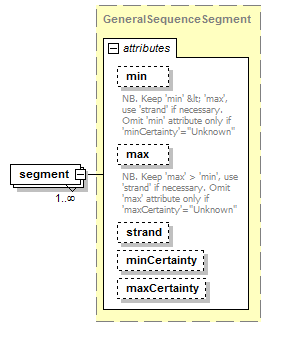 GeneralSequenceSegment
attributes
min
NB. Keep 'min' &lt; 'max',
use 'strand' if necessary.
Omit 'min' attribute only if
'minCertainty'="Unknown"
max
NB. Keep 'max' > 'min', use
'strand' if necessary. Omit
'max' attribute only if
'maxCertainty'="Unknown"
segment
1..∞
strand
minCertainty
maxCertainty